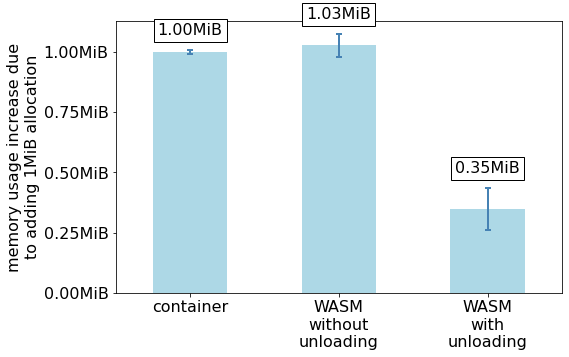 memory usage increase due
to adding 1MiB allocation
1.00MiB
0.75MiB
0.50MiB
0.25MiB
0.00MiB
1.00MiB
1.03MiB
0.35MiB
container
WASM
without
unloading
WASM
with
unloading